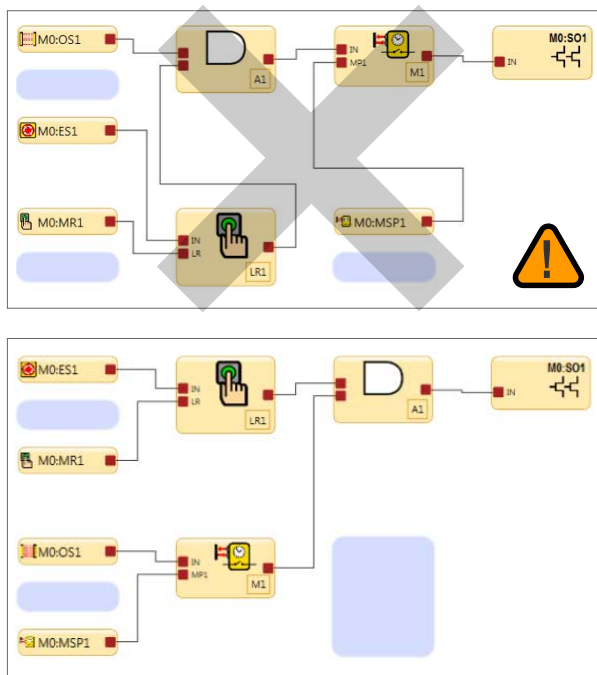 M0:OS1
A1
IN
MP1
M1
M0:SO1
IN
M0:ES1
M0:MR1
IN
LR
LR1
M0:MSP1
!
M0:ES1
IN
LR
LR1
A1
M0:SO1
IN
M0:MR1
M0:OS1
IN
MP1
M1
M0:MSP1